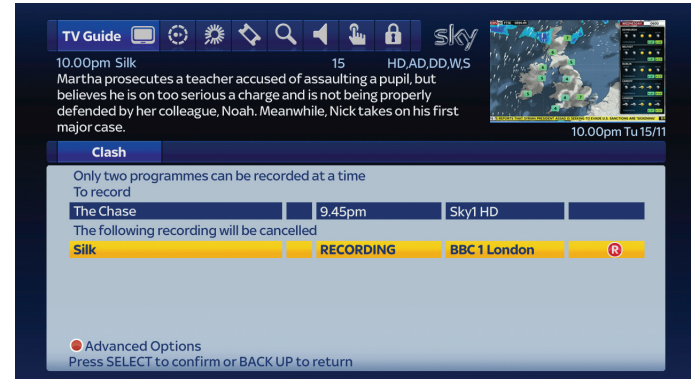 TV Guide
sky
10.00pm Silk 15 HD,AD,DD,W,S
Martha prosecutes a teacher accused of assaulting a pupil, but
believes he is on too serious a charge and is not being properly
defended by her colleague, Noah. Meanwhile, Nick takes on his first
major case.
10.00pm Tu 15/11
Clash
Only two programmes can be recorded at a time
To record
The Chase 9.45pm Sky1 HD
The following recording will be cancelled
Silk RECORDING BBC 1 London R
Advanced Options
Press SELECT to confirm or BACK UP to return